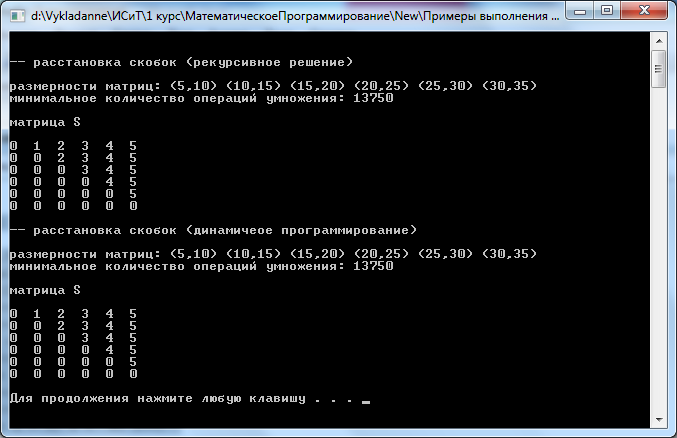 d:\Vykladanne\ИСиТ\1 курс\МатематическоеПрограммирование\New\Примеры выполнения ...
-- расстановка скобок (рекурсивное решение)
размерности матриц: (5,10) (10,15) (15,20) (20,25) (25,30) (30,35)
минимальное количество операций умножения: 13750
матрица S
0 1 2 3 4 5
0 0 2 3 4 5
0 0 0 3 4 5
0 0 0 0 4 5
0 0 0 0 0 5
0 0 0 0 0 0
-- расстановка скобок (динамичеое программирование)
размерности матриц: (5,10) (10,15) (15,20) (20,25) (25,30) (30,35)
минимальное количество операций умножения: 13750
матрица S
0 1 2 3 4 5
0 0 2 3 4 5
0 0 0 3 4 5
0 0 0 0 4 5
0 0 0 0 0 5
0 0 0 0 0 0
Для продолжения нажмите любую клавишу . . . _